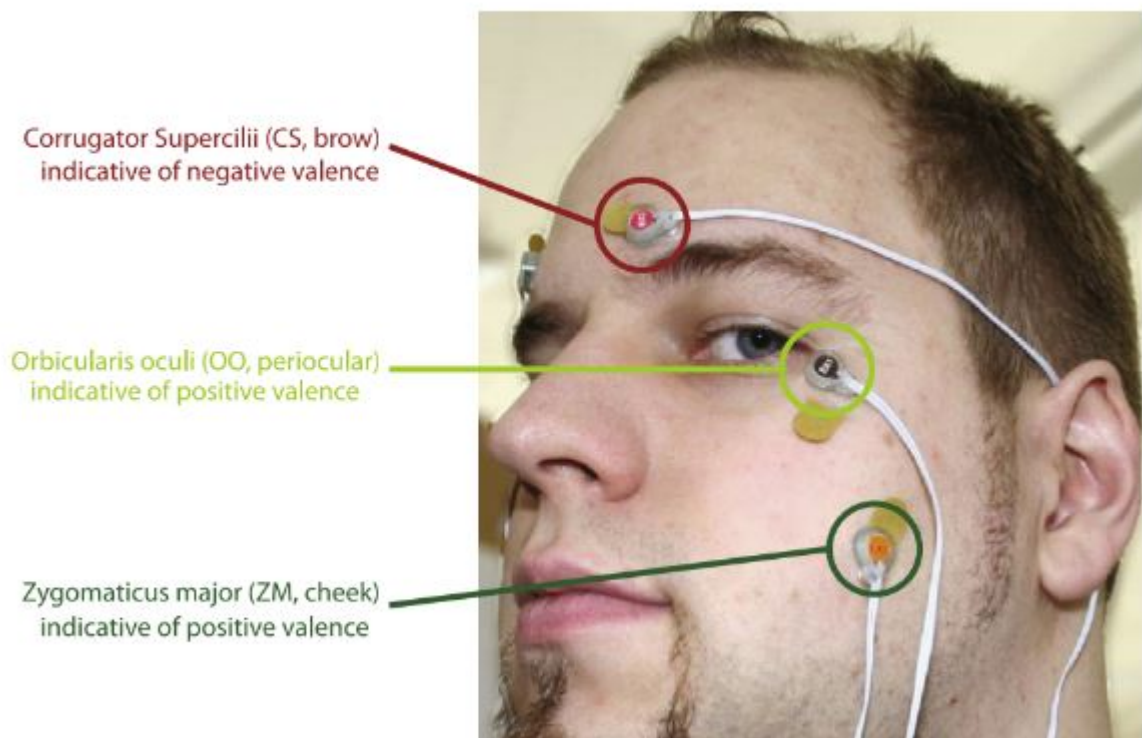 Corrugator Supercilii (CS, brow)
indicative of negative valence
Orbicularis oculi (OO, periocular)
indicative of positive valence
Zygomaticus major (ZM, cheek)
indicative of positive valence